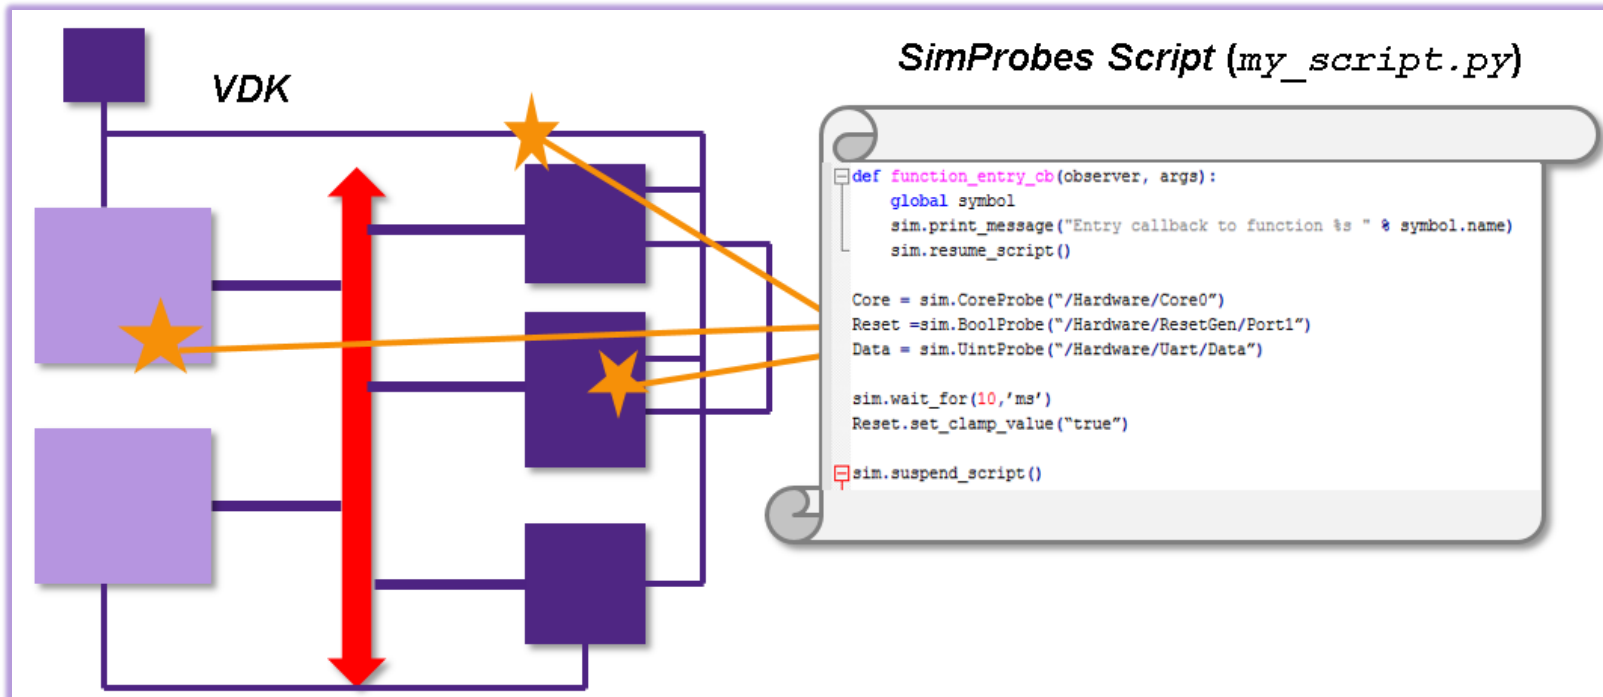 VDK
SimProbes Script (my_script.py)
def function_entry_cb(observer, args):
global symbol
sim.print_message("Entry callback to function %s " % symbol.name)
sim.resume_script()
Core = sim.CoreProbe(“/Hardware/Core0”)
Reset =sim.BoolProbe(“/Hardware/ResetGen/Port1”)
Data = sim.UintProbe(“/Hardware/Uart/Data”)
sim.wait_for(10,’ms’)
Reset.set_clamp_value(“true”)
sim.suspend_script()